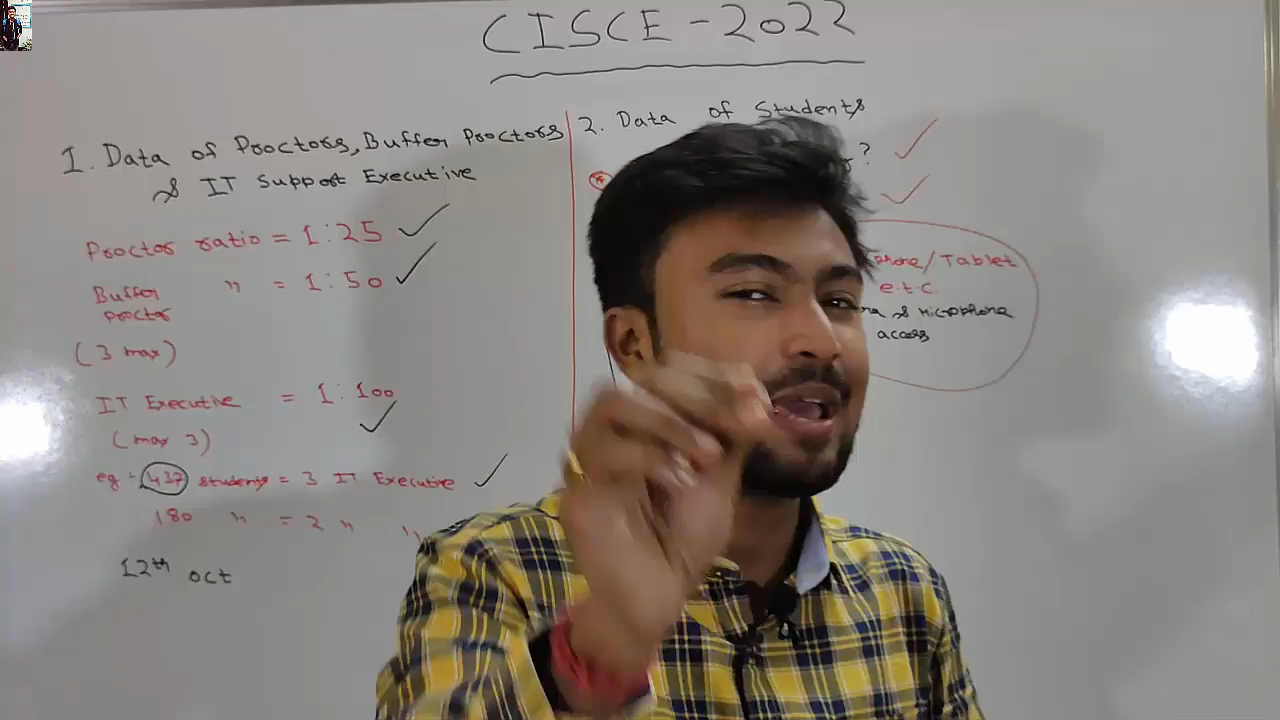 CISCE-2022
1. Data of Proctors, Buffer Proctors
& IT Support Executive
Proctor ratio = 1:25
Buffer " = 1:50
proctor
(3 max)
IT Executive = 1:100
(max 3)
eg:- 437 students = 3 IT Executive
180 " = 2 " "
12th oct
2. Data of Students
?
Phone/Tablet
e.t.c
& Microphone
access